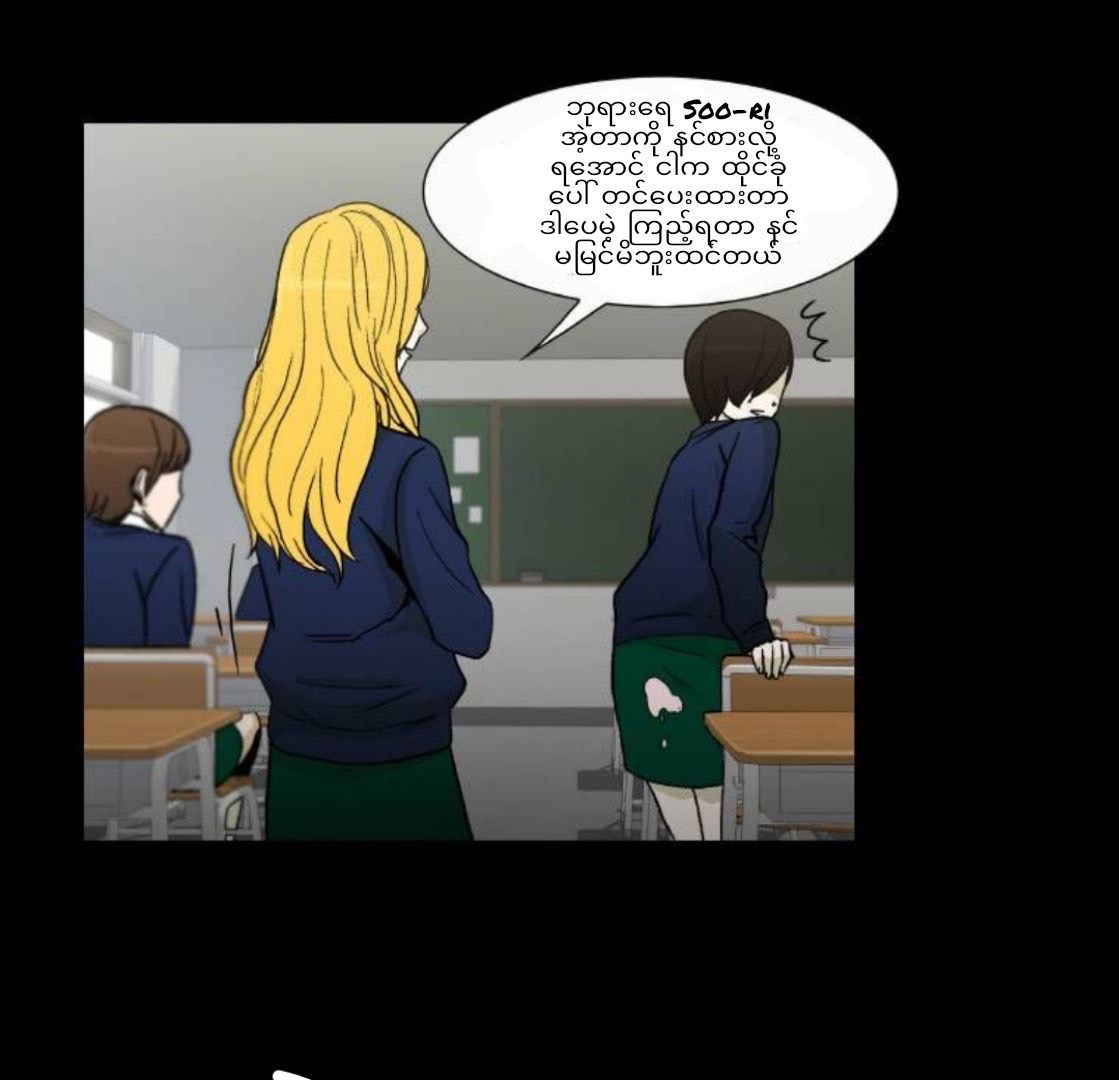 ဘုရားရေ SOO-RI
အဲ့တာကို နင်စားလို့
ရအောင် ငါက ထိုင်ခုံ
ပေါ် တင်ပေးထားတာ
ဒါပေမဲ့ ကြည့်ရတာ နင်
မမြင်မိဘူးထင်တယ်